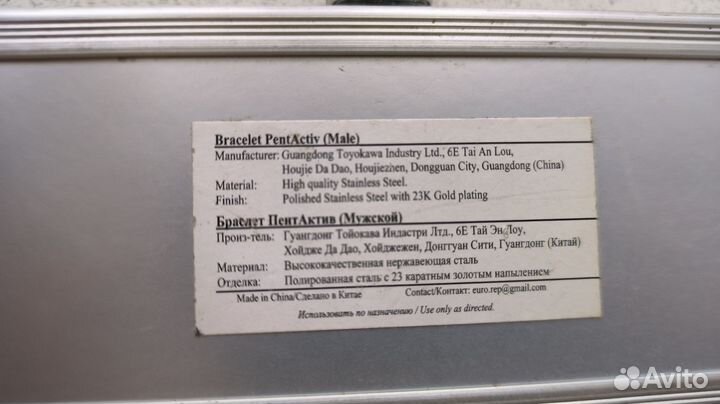 Bracelet PentActiv (Male)
Manufacturer: Guangdong Toyokawa Industry Ltd., 6E Tai An Lou,
Houjie Da Dao, Houjiezhen, Dongguan City, Guangdong (China)
Material: High quality Stainless Steel.
Finish: Polished Stainless Steel with 23K Gold plating
Браслет ПентАктив (Мужской)
Произ-тель: Гуангдонг Тойокава Индастри Лтд., 6Е Тай Эн Лоу,
Хойдже Да Дао, Хойджежен, Донггуан Сити, Гуангдонг (Китай)
Материал: Высококачественная нержавеющая сталь
Отделка: Полированная сталь с 23 каратным золотым напылением
Made in China/Сделано в Китае Contact/Контакт: euro.rep@gmail.com
Использовать по назначению / Use only as directed.
Avito